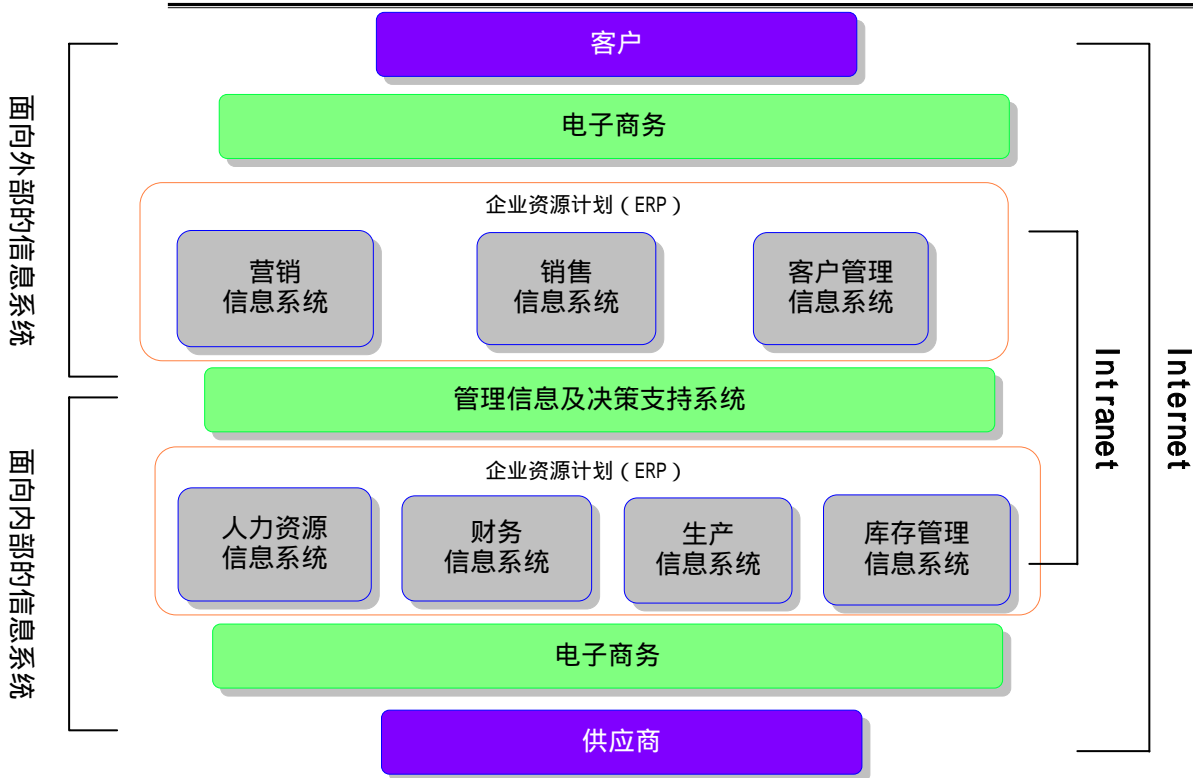 客户
电子商务
面向外部的信息系统
企业资源计划（ERP）
营销
信息系统
销售
信息系统
客户管理
信息系统
管理信息及决策支持系统
Intranet
Internet
面向内部的信息系统
企业资源计划（ERP）
人力资源
信息系统
财务
信息系统
生产
信息系统
库存管理
信息系统
电子商务
供应商